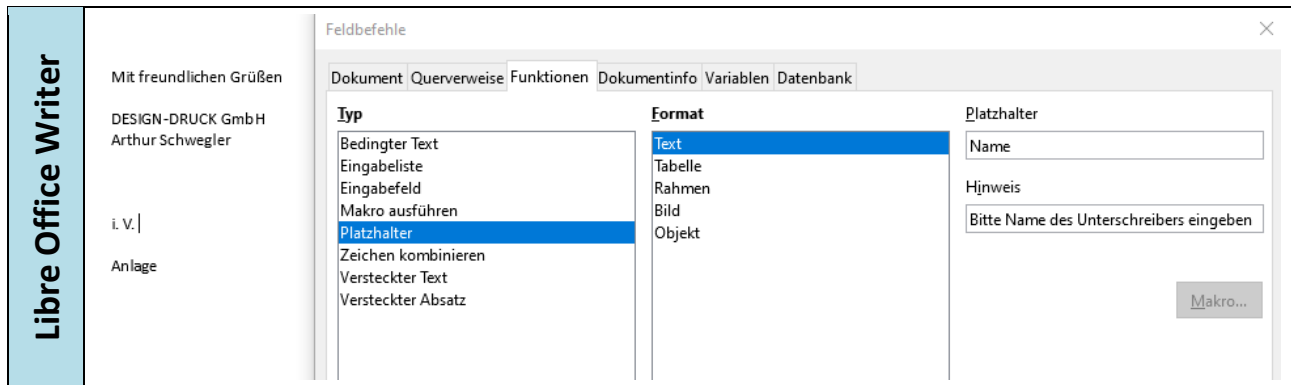 Libre Office Writer
Mit freundlichen Grüßen
DESIGN-DRUCK GmbH
Arthur Schwegler
i. V.
Anlage
Feldbefehle
Dokument Querverweise Funktionen Dokumentinfo Variablen Datenbank
Typ
Bedingter Text
Eingabeliste
Eingabefeld
Makro ausführen
Platzhalter
Zeichen kombinieren
Versteckter Text
Versteckter Absatz
Format
Text
Tabelle
Rahmen
Bild
Objekt
Platzhalter
Name
Hinweis
Bitte Name des Unterschreibers eingeben
Makro...